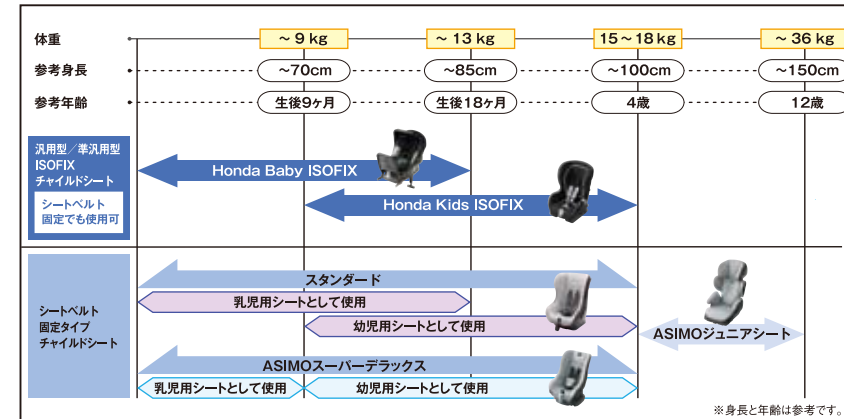 体重 ～9kg ～13kg 15～18kg ～36kg
参考身長 ～70cm ～85cm ～100cm ～150cm
参考年齢 生後9ヶ月 生後18ヶ月 4歳 12歳
汎用型／準汎用型
ISOFIX
チャイルドシート
シートベルト
固定でも使用可
Honda Baby ISOFIX
Honda Kids ISOFIX
シートベルト
固定タイプ
チャイルドシート
スタンダード
乳児用シートとして使用
幼児用シートとして使用
ASIMOジュニアシート
ASIMOスーパーデラックス
乳児用シートとして使用 幼児用シートとして使用
※身長と年齢は参考です。